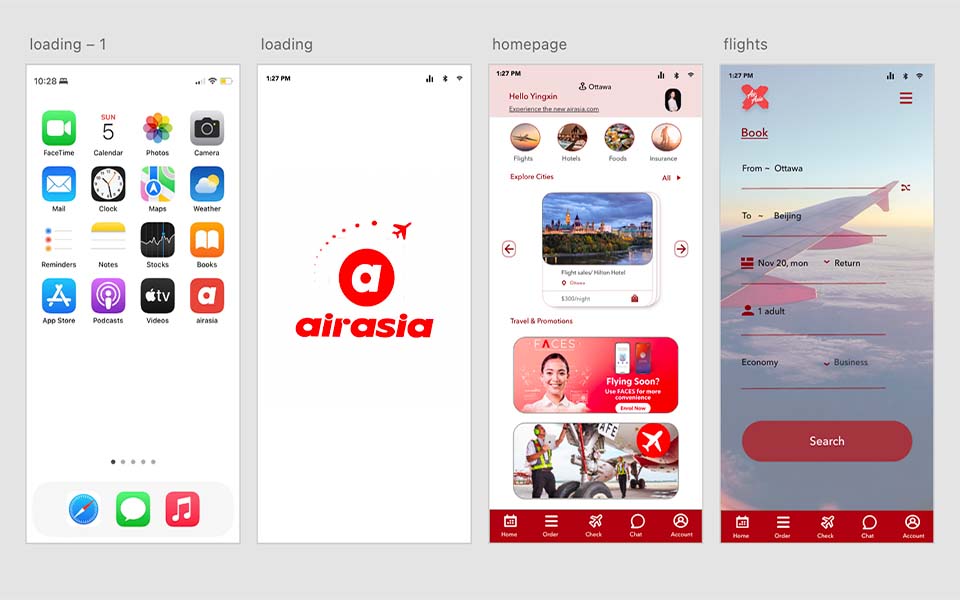 loading – 1
10:28
FaceTime
SUN
5
Calendar
Photos
Camera
Mail
Clock
Maps
Weather
Reminders
Notes
Stocks
Books
App Store
Podcasts
tv
Videos
a
airasia
loading
1:27 PM
a
airasia
homepage
1:27 PM
Ottawa
Hello Yingxin
Experience the new airasia.com
Flights
Hotels
Foods
Insurance
Explore Cities
All
Flight sales/ Hilton Hotel
Ottawa
$300/night
Travel & Promotions
FACES
Flying Soon?
Use FACES for more
convenience
Enrol Now
AFE
Home
Order
Check
Chat
Account
flights
1:27 PM
Book
From ~ Ottawa
To ~ Beijing
Nov 20, mon
Return
1 adult
Economy
Business
Search
Home
Order
Check
Chat
Account